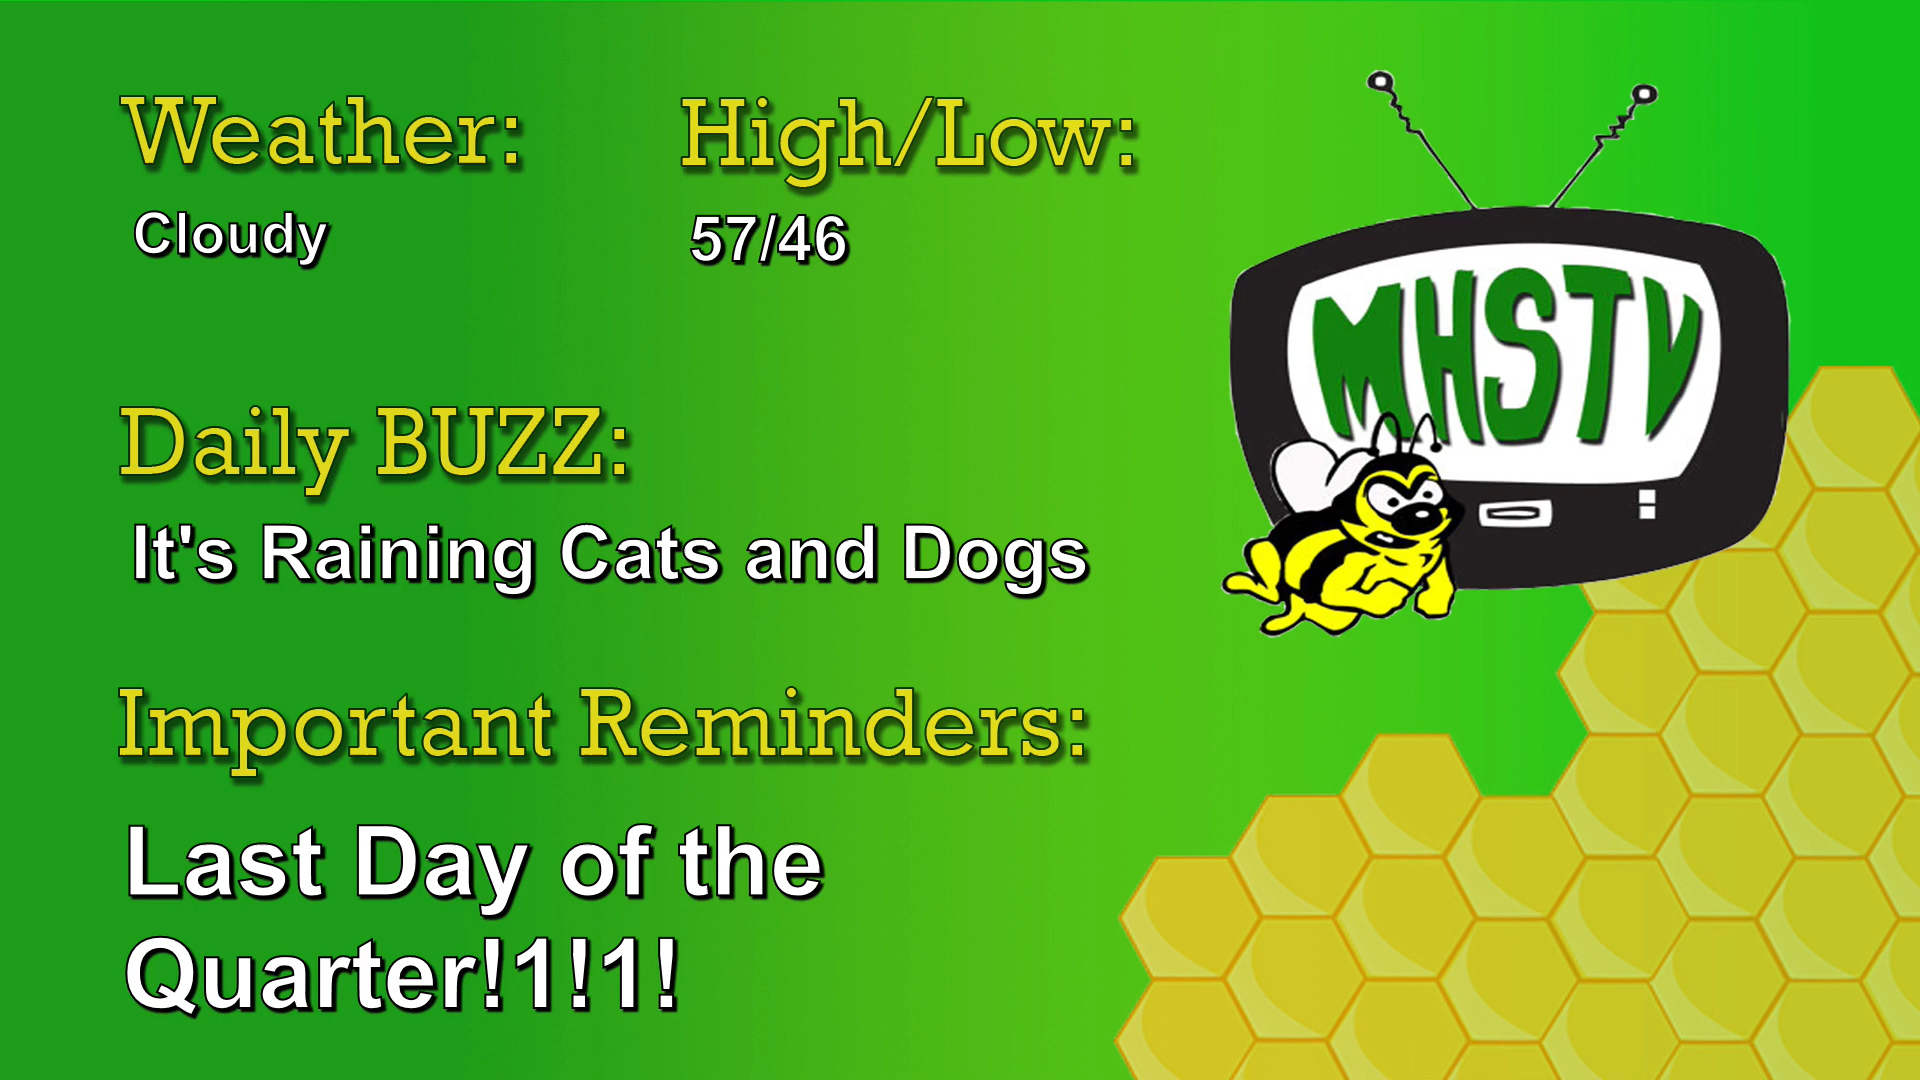 Weather:
High/Low:
Cloudy
57/46
MHSTV
Daily BUZZ:
It's Raining Cats and Dogs
Important Reminders:
Last Day of the
Quarter!1!1!